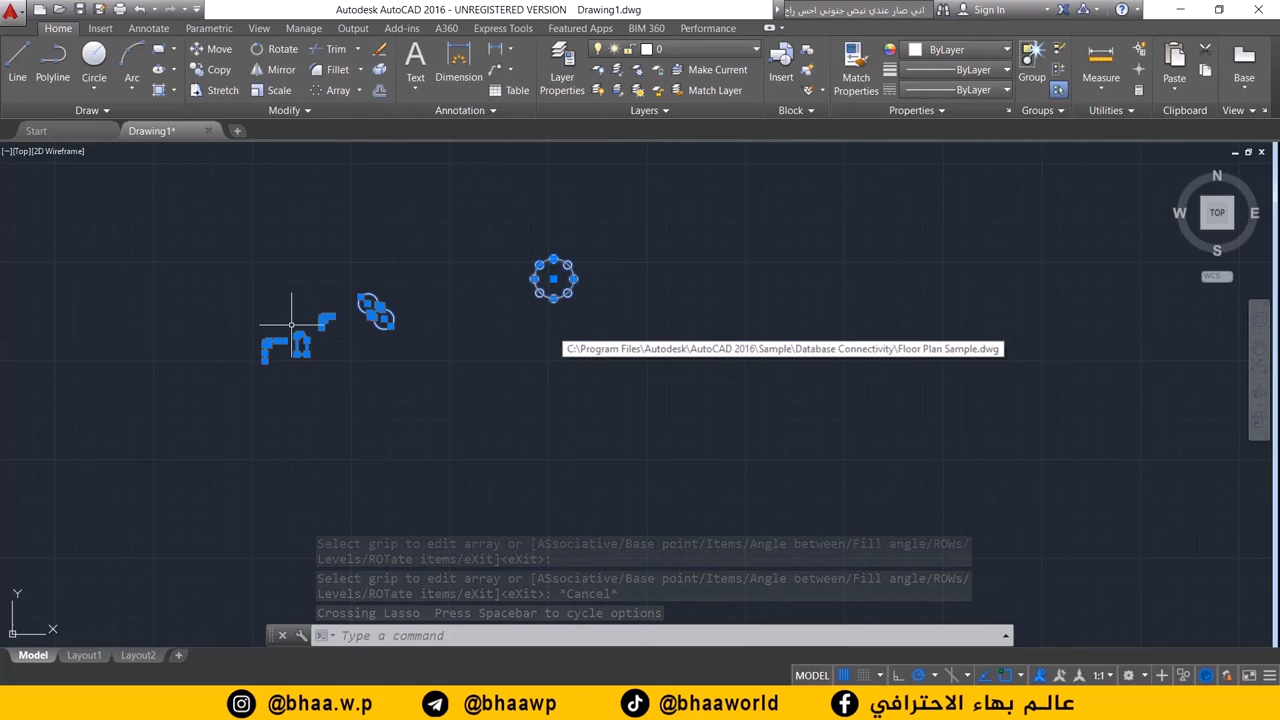 Autodesk AutoCAD 2016 - UNREGISTERED VERSION Drawing1.dwg
اني صار عندي نبض جنوني احس راح
Sign In
Home Insert Annotate Parametric View Manage Output Add-ins A360 Express Tools Featured Apps BIM 360 Performance
Line Polyline Circle Arc
Move Rotate Trim
Copy Mirror Fillet
Stretch Scale Array
Text Dimension Table
Layer Properties
0
Make Current
Match Layer
Insert
Match Properties
ByLayer
ByLayer
ByLayer
Group Measure Paste Base
Draw Modify Annotation Layers Block Properties Groups Utilities Clipboard View
Start Drawing1*
[−][Top][2D Wireframe]
N
W TOP E
S
WCS
C:\Program Files\Autodesk\AutoCAD 2016\Sample\Database Connectivity\Floor Plan Sample.dwg
Select grip to edit array or [ASsociative/Base point/Items/Angle between/Fill angle/ROWs/
Levels/ROTate items/eXit]<eXit>:
Select grip to edit array or [ASsociative/Base point/Items/Angle between/Fill angle/ROWs/
Levels/ROTate items/eXit]<eXit>: *Cancel*
Crossing Lasso Press Spacebar to cycle options
Type a command
Y
X
Model Layout1 Layout2
MODEL 1:1
@bhaa.w.p @bhaawp @bhaaworld عالم بهاء الاحترافي